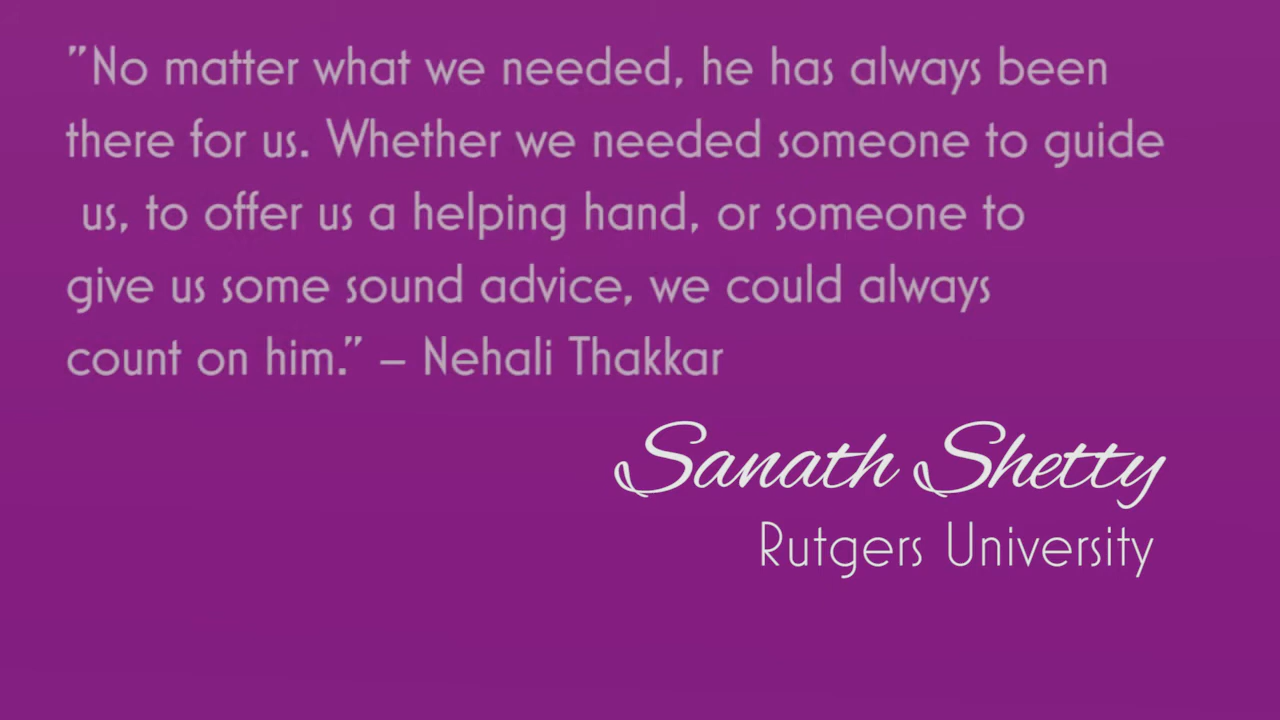 "No matter what we needed, he has always been
there for us. Whether we needed someone to guide
us, to offer us a helping hand, or someone to
give us some sound advice, we could always
count on him." – Nehali Thakkar
Sanath Shetty
Rutgers University